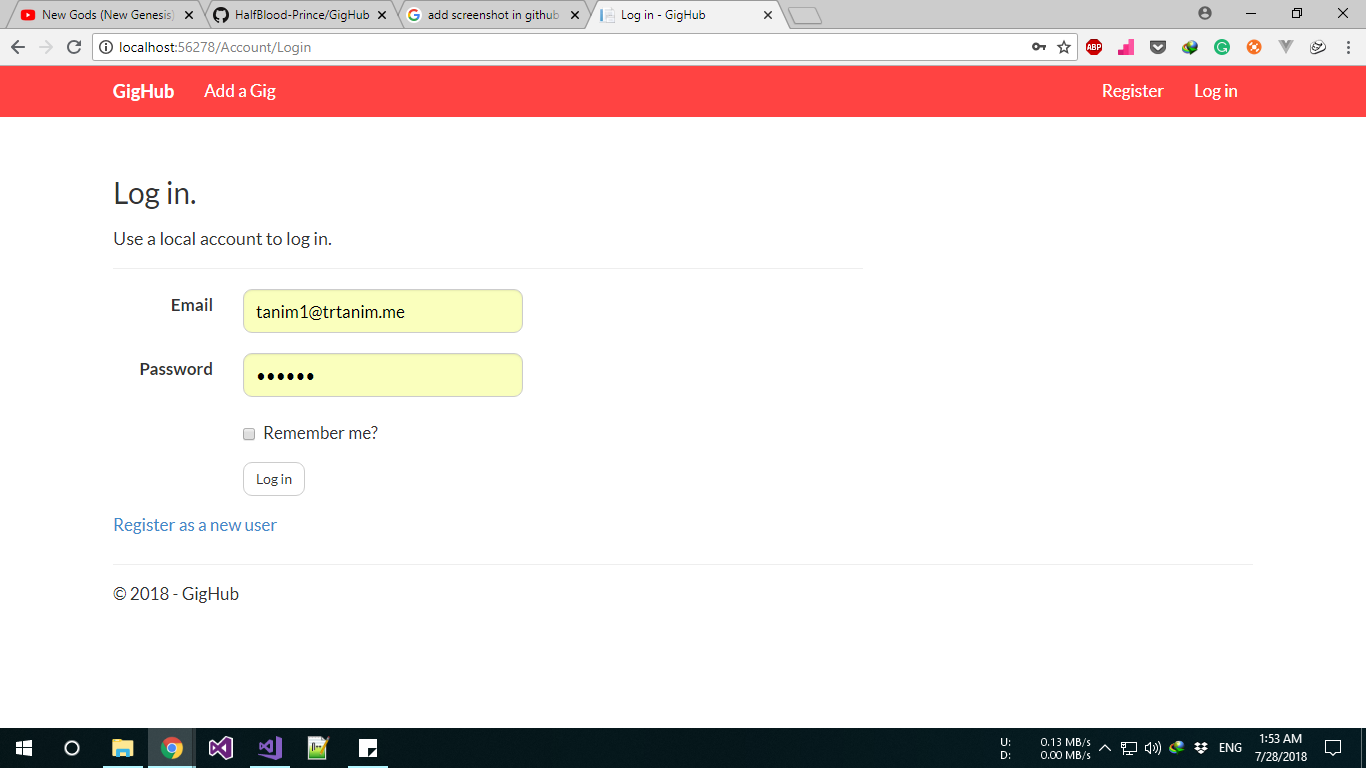 New Gods (New Genesis)
HalfBlood-Prince/GigHub
add screenshot in github
Log in - GigHub
localhost:56278/Account/Login
ABP
GigHub Add a Gig Register Log in
Log in.
Use a local account to log in.
Email tanim1@trtanim.me
Password ••••••
Remember me?
Log in
Register as a new user
© 2018 - GigHub
U: 0.13 MB/s
D: 0.00 MB/s
ENG
1:53 AM
7/28/2018